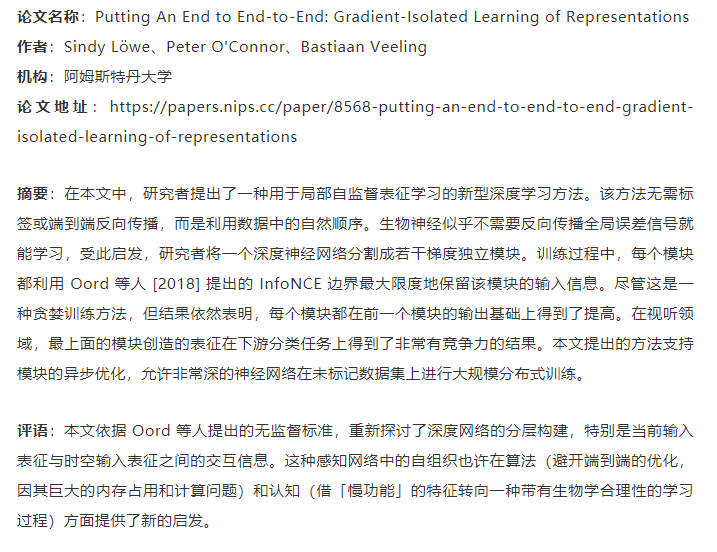 论文名称：Putting An End to End-to-End: Gradient-Isolated Learning of Representations
作者：Sindy Löwe、Peter O'Connor、Bastiaan Veeling
机构：阿姆斯特丹大学
论文地址：https://papers.nips.cc/paper/8568-putting-an-end-to-end-to-end-gradient-
isolated-learning-of-representations
摘要：在本文中，研究者提出了一种用于局部自监督表征学习的新型深度学习方法。该方法无需标
签或端到端反向传播，而是利用数据中的自然顺序。生物神经似乎不需要反向传播全局误差信号就
能学习，受此启发，研究者将一个深度神经网络分割成若干梯度独立模块。训练过程中，每个模块
都利用 Oord 等人 [2018] 提出的 InfoNCE 边界最大限度地保留该模块的输入信息。尽管这是一
种贪婪训练方法，但结果依然表明，每个模块都在前一个模块的输出基础上得到了提高。在视听领
域，最上面的模块创造的表征在下游分类任务上得到了非常有竞争力的结果。本文提出的方法支持
模块的异步优化，允许非常深的神经网络在未标记数据集上进行大规模分布式训练。
评语：本文依据 Oord 等人提出的无监督标准，重新探讨了深度网络的分层构建，特别是当前输入
表征与时空输入表征之间的交互信息。这种感知网络中的自组织也许在算法（避开端到端的优化，
因其巨大的内存占用和计算问题）和认知（借「慢功能」的特征转向一种带有生物学合理性的学习
过程）方面提供了新的启发。